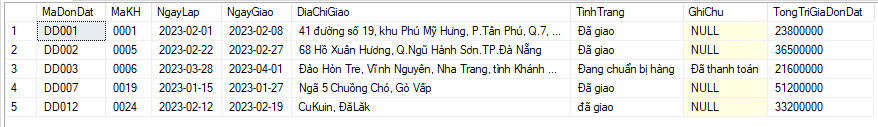 MaDonDat MaKH NgayLap NgayGiao DiaChiGiao TinhTrang GhiChu TongTriGiaDonDat
1 DD001 0001 2023-02-01 2023-02-08 41 đường số 19, khu Phú Mỹ Hưng, P.Tân Phú, Q.7, ... Đã giao NULL 23800000
2 DD002 0005 2023-02-22 2023-02-27 68 Hồ Xuân Hương, Q.Ngũ Hành Sơn.TP.Đà Nẵng Đã giao NULL 36500000
3 DD003 0006 2023-03-28 2023-04-01 Đảo Hòn Tre, Vĩnh Nguyên, Nha Trang, tỉnh Khánh ... Đang chuẩn bị hàng Đã thanh toán 21600000
4 DD007 0019 2023-01-15 2023-01-27 Ngã 5 Chuồng Chó, Gò Vấp Đã giao NULL 51200000
5 DD012 0024 2023-02-12 2023-02-19 CuKuin, ĐăLăk đã giao NULL 33200000